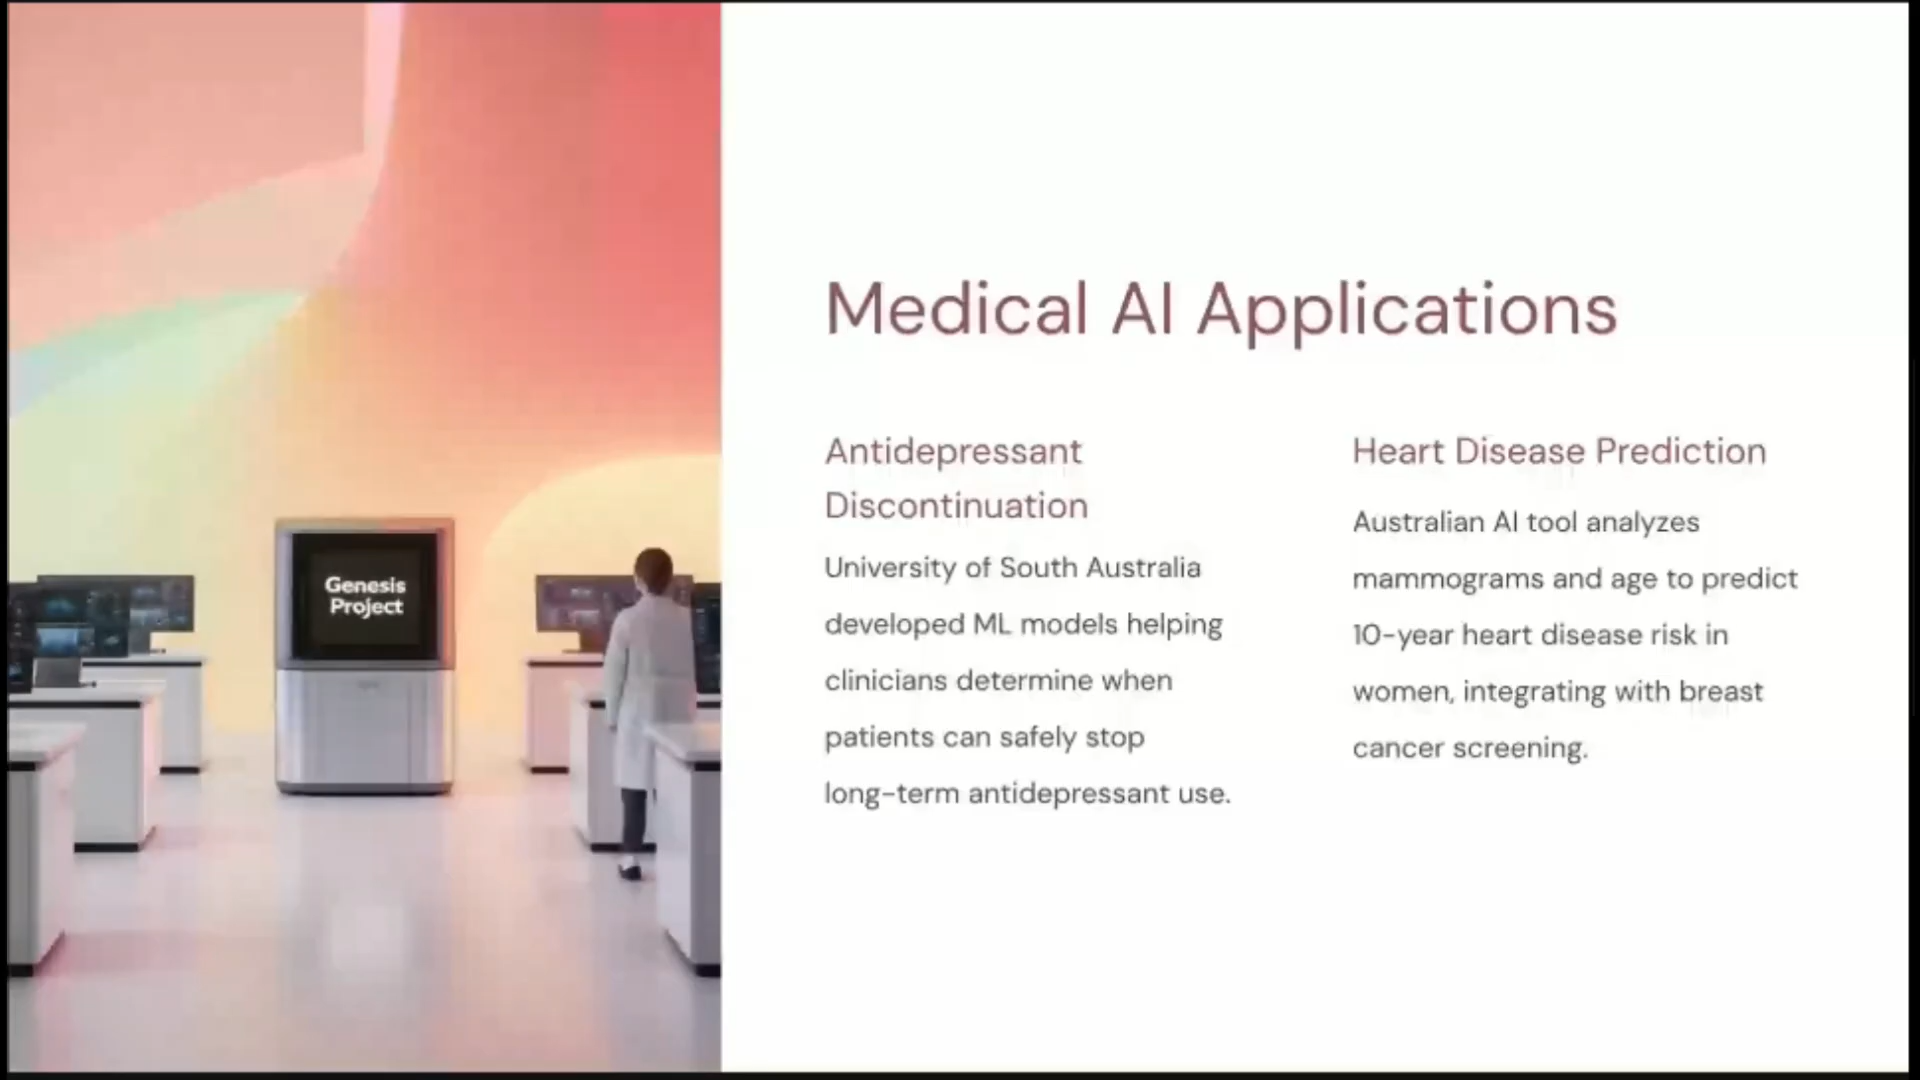 Genesis
Project
Medical AI Applications
Antidepressant
Discontinuation
University of South Australia
developed ML models helping
clinicians determine when
patients can safely stop
long-term antidepressant use.
Heart Disease Prediction
Australian AI tool analyzes
mammograms and age to predict
10-year heart disease risk in
women, integrating with breast
cancer screening.